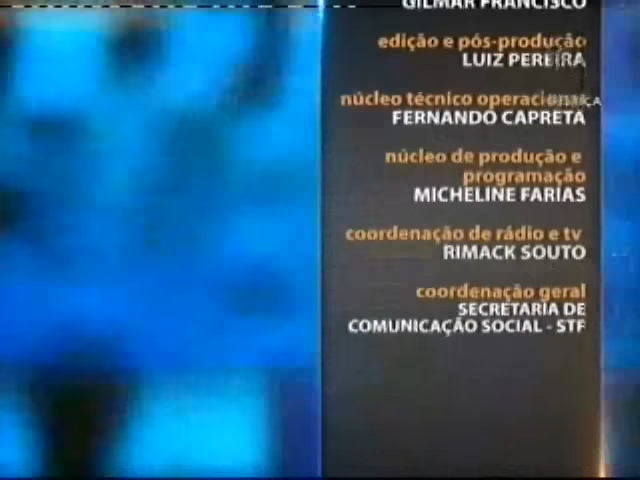 GILMAR FRANCISCO
edição e pós-produção
LUIZ PEREIRA
núcleo técnico operacional
FERNANDO CAPRETA
núcleo de produção e
programação
MICHELINE FARIAS
coordenação de rádio e tv
RIMACK SOUTO
coordenação geral
SECRETARIA DE
COMUNICAÇÃO SOCIAL - STF